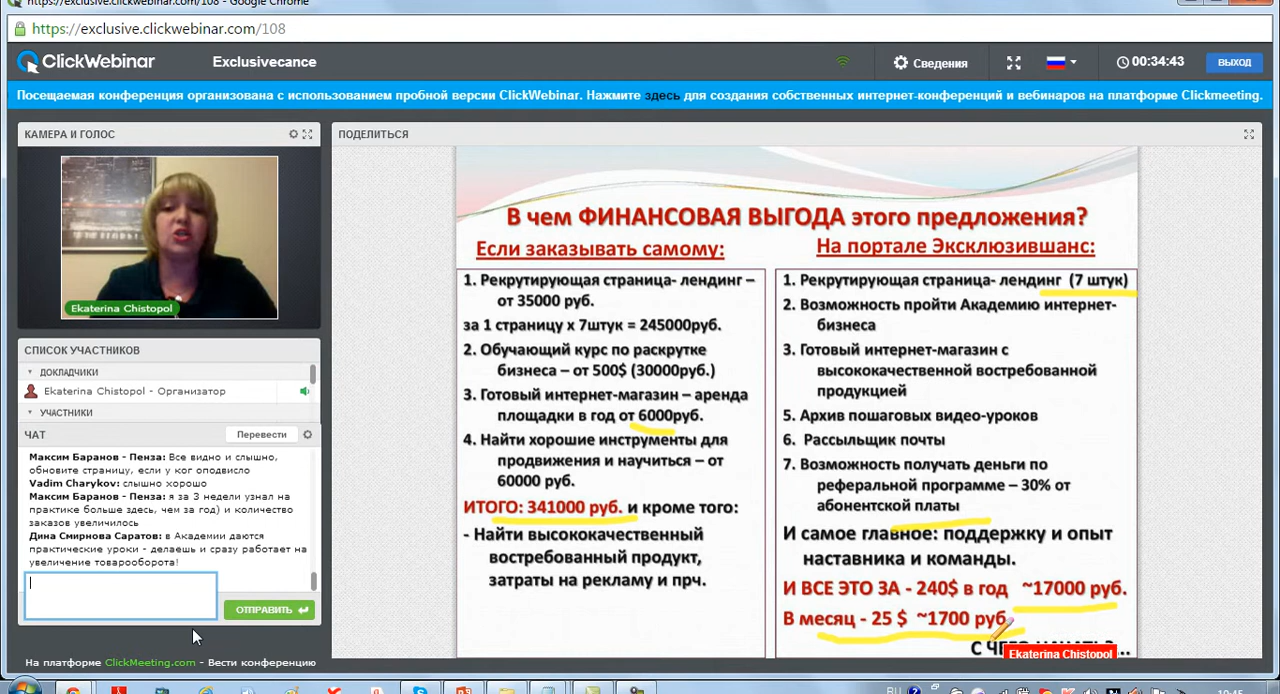 https://exclusive.clickwebinar.com/108 - Google Chrome
https://exclusive.clickwebinar.com/108
ClickWebinar
Exclusivecance
Сведения
00:34:43
ВЫХОД
Посещаемая конференция организована с использованием пробной версии ClickWebinar. Нажмите здесь для создания собственных интернет-конференций и вебинаров на платформе Clickmeeting.
КАМЕРА И ГОЛОС
Ekaterina Chistopol
СПИСОК УЧАСТНИКОВ
ДОКЛАДЧИКИ
Ekaterina Chistopol - Организатор
УЧАСТНИКИ
ЧАТ
Перевести
Максим Баранов - Пенза: Все видно и слышно,
обновите страницу, если у ког оподвисло
Vadim Charykov: слышно хорошо
Максим Баранов - Пенза: я за 3 недели узнал на
практике больше здесь, чем за год) и количество
заказов увеличилось
Дина Смирнова Саратов: в Академии даются
практические уроки - делаешь и сразу работает на
увеличение товарооборота!
ОТПРАВИТЬ
На платформе ClickMeeting.com - Вести конференцию
ПОДЕЛИТЬСЯ
В чем ФИНАНСОВАЯ ВЫГОДА этого предложения?
Если заказывать самому:
1. Рекрутирующая страница- лендинг –
от 35000 руб.
за 1 страницу х 7штук = 245000руб.
2. Обучающий курс по раскрутке
бизнеса – от 500$ (30000руб.)
3. Готовый интернет-магазин – аренда
площадки в год от 6000руб.
4. Найти хорошие инструменты для
продвижения и научиться – от
60000 руб.
ИТОГО: 341000 руб. и кроме того:
- Найти высококачественный
востребованный продукт,
затраты на рекламу и прч.
На портале Эксклюзившанс:
1. Рекрутирующая страница- лендинг (7 штук)
2. Возможность пройти Академию интернет-
бизнеса
3. Готовый интернет-магазин с
высококачественной востребованной
продукцией
5. Архив пошаговых видео-уроков
6. Рассыльщик почты
7. Возможность получать деньги по
реферальной программе – 30% от
абонентской платы
И самое главное: поддержку и опыт
наставника и команды.
И ВСЕ ЭТО ЗА - 240$ в год ~17000 руб.
В месяц - 25 $ ~1700 руб.
Ekaterina Chistopol
RU
10:45